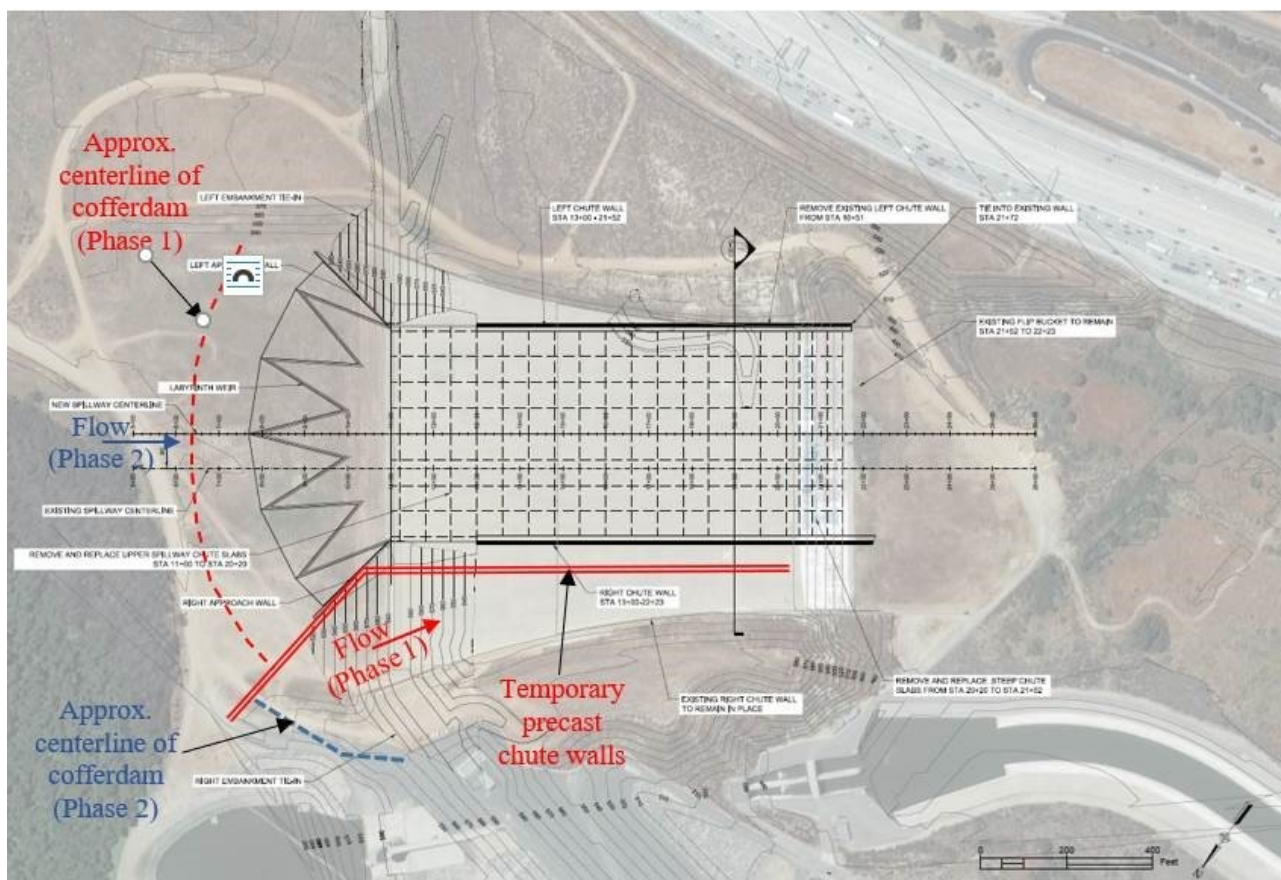 Approx.
centerline of
cofferdam
(Phase 1)
LEFT EMBANKMENT TIE-IN
LEFT CHUTE WALL
STA 13+00 - 21+52
REMOVE EXISTING LEFT CHUTE WALL
FROM STA 18+51
TIE INTO EXISTING WALL
STA 21+72
EXISTING FLIP BUCKET TO REMAIN
STA 21+52 TO 22+23
LABYRINTH WEIR
NEW SPILLWAY CENTERLINE
Flow
(Phase 2)
EXISTING SPILLWAY CENTERLINE
REMOVE AND REPLACE UPPER SPILLWAY CHUTE SLABS
STA 11+00 TO STA 20+20
RIGHT APPROACH WALL
RIGHT CHUTE WALL
STA 13+00-22+23
Flow
(Phase 1)
Temporary
precast
chute walls
EXISTING RIGHT CHUTE WALL
TO REMAIN IN PLACE
REMOVE AND REPLACE STEEP CHUTE
SLABS FROM STA 20+20 TO STA 21+52
Approx.
centerline of
cofferdam
(Phase 2)
RIGHT EMBANKMENT TIE-IN
0 200 400
Feet